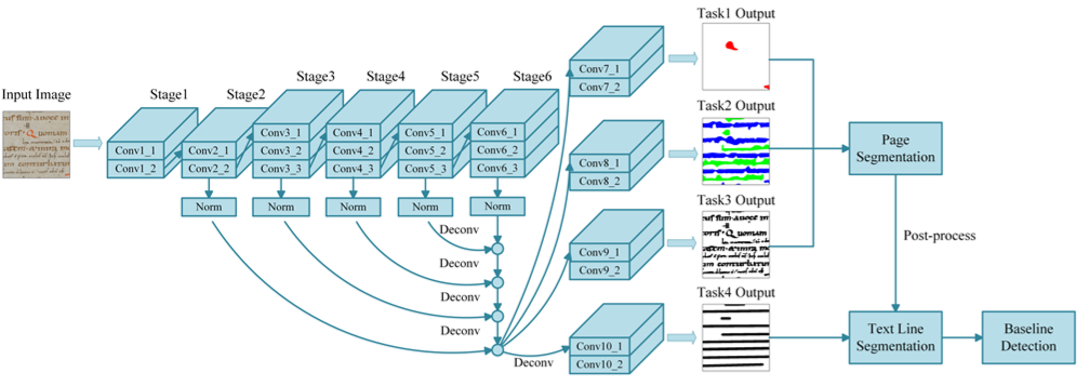 Input Image
Stage1
Stage2
Stage3
Stage4
Stage5
Stage6
Conv1_1
Conv1_2
Conv2_1
Conv2_2
Conv3_1
Conv3_2
Conv3_3
Conv4_1
Conv4_2
Conv4_3
Conv5_1
Conv5_2
Conv5_3
Conv6_1
Conv6_2
Conv6_3
Norm
Norm
Norm
Norm
Norm
Deconv
Deconv
Deconv
Deconv
Deconv
Conv7_1
Conv7_2
Conv8_1
Conv8_2
Conv9_1
Conv9_2
Conv10_1
Conv10_2
Task1 Output
Task2 Output
Task3 Output
Task4 Output
Page
Segmentation
Post-process
Text Line
Segmentation
Baseline
Detection